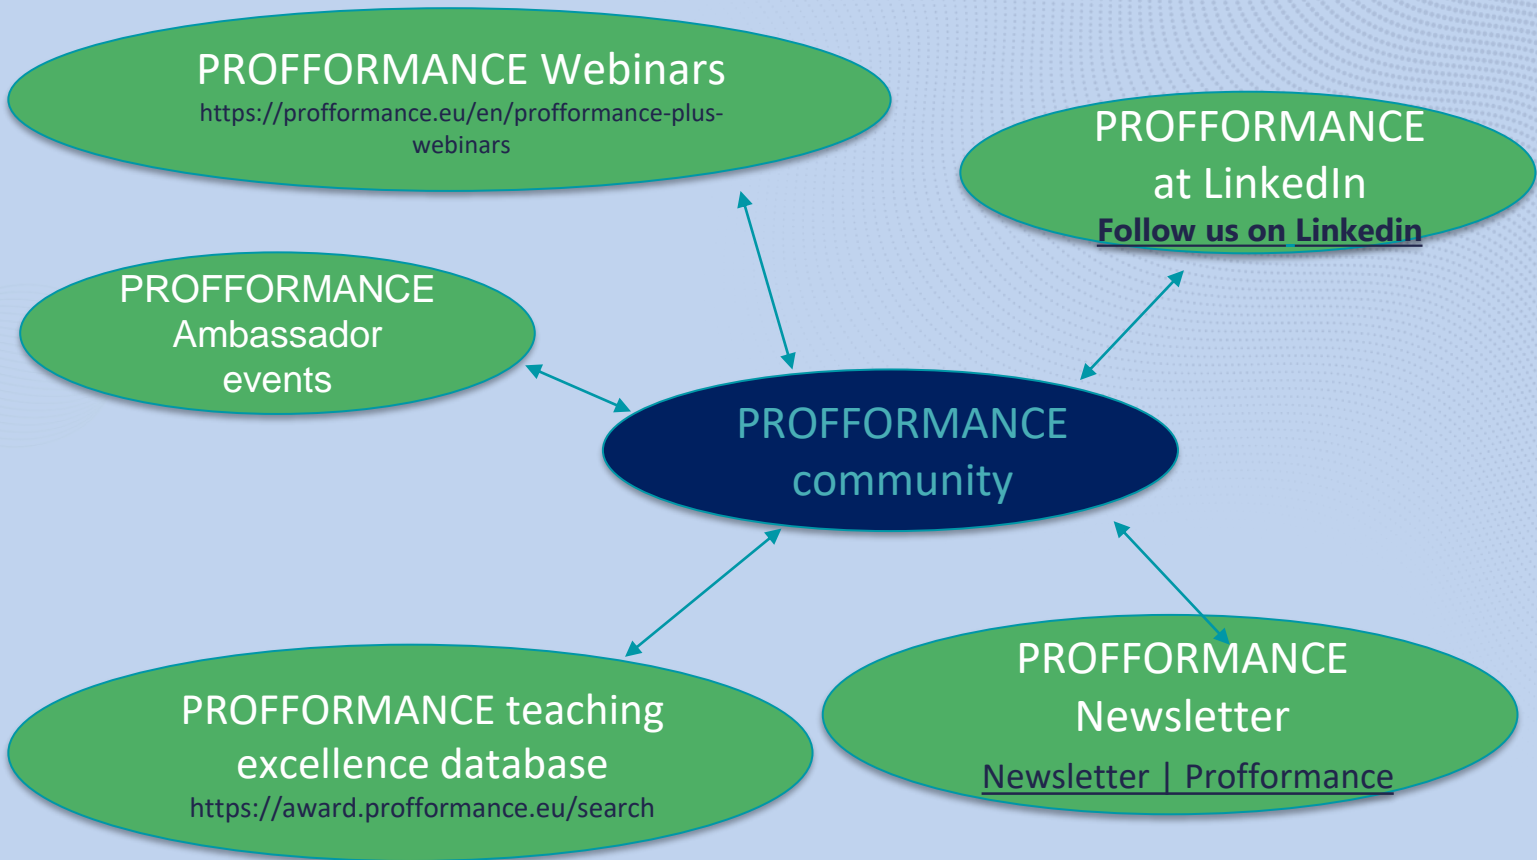 PROFFORMANCE Webinars
https://profformance.eu/en/profformance-plus-
webinars
PROFFORMANCE
at LinkedIn
Follow us on Linkedin
PROFFORMANCE
Ambassador
events
PROFFORMANCE
community
PROFFORMANCE teaching
excellence database
https://award.profformance.eu/search
PROFFORMANCE
Newsletter
Newsletter | Profformance